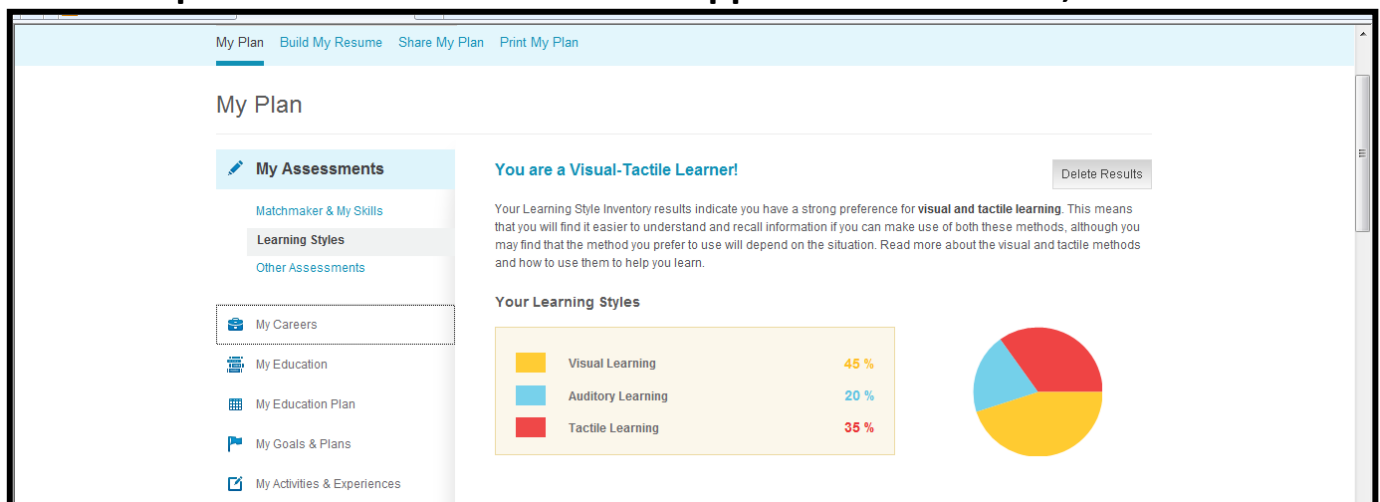 My Plan Build My Resume Share My Plan Print My Plan
My Plan
My Assessments
Matchmaker & My Skills
Learning Styles
Other Assessments
My Careers
My Education
My Education Plan
My Goals & Plans
My Activities & Experiences
You are a Visual-Tactile Learner!
Delete Results
Your Learning Style Inventory results indicate you have a strong preference for visual and tactile learning. This means
that you will find it easier to understand and recall information if you can make use of both these methods, although you
may find that the method you prefer to use will depend on the situation. Read more about the visual and tactile methods
and how to use them to help you learn.
Your Learning Styles
Visual Learning 45 %
Auditory Learning 20 %
Tactile Learning 35 %